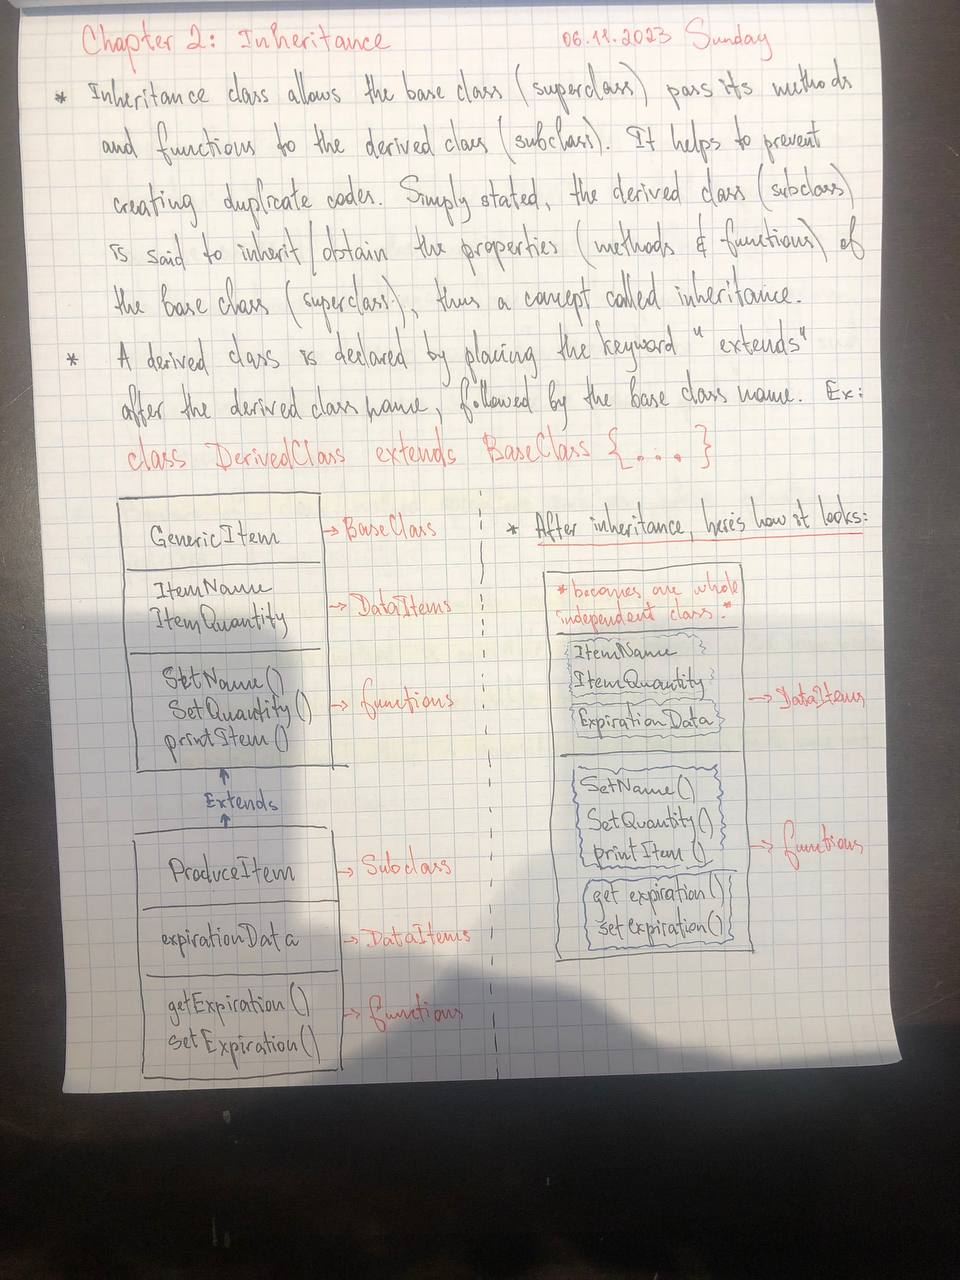 Chapter 2: Inheritance 06.11.2023 Sunday
* Inheritance class allows the base class (superclass) pass its methods
and functions to the derived class (subclass). It helps to prevent
creating duplicate codes. Simply stated, the derived class (subclass)
is said to inherit/obtain the properties (methods & functions) of
the base class (superclass), thus a concept called inheritance.
* A derived class is declared by placing the keyword "extends"
after the derived class name, followed by the base class name. Ex:
class DerivedClass extends BaseClass {...}
GenericItem → BaseClass
ItemName
ItemQuantity → DataItems
SetName()
SetQuantity() → functions
printItem()
Extends
ProduceItem → Subclass
expirationData → DataItems
getExpiration() → functions
setExpiration()
* After inheritance, here's how it looks:
*becomes one whole
independent class.*
ItemName
ItemQuantity → DataItems
ExpirationData
SetName()
SetQuantity()
printItem() → functions
get expiration()
set expiration()